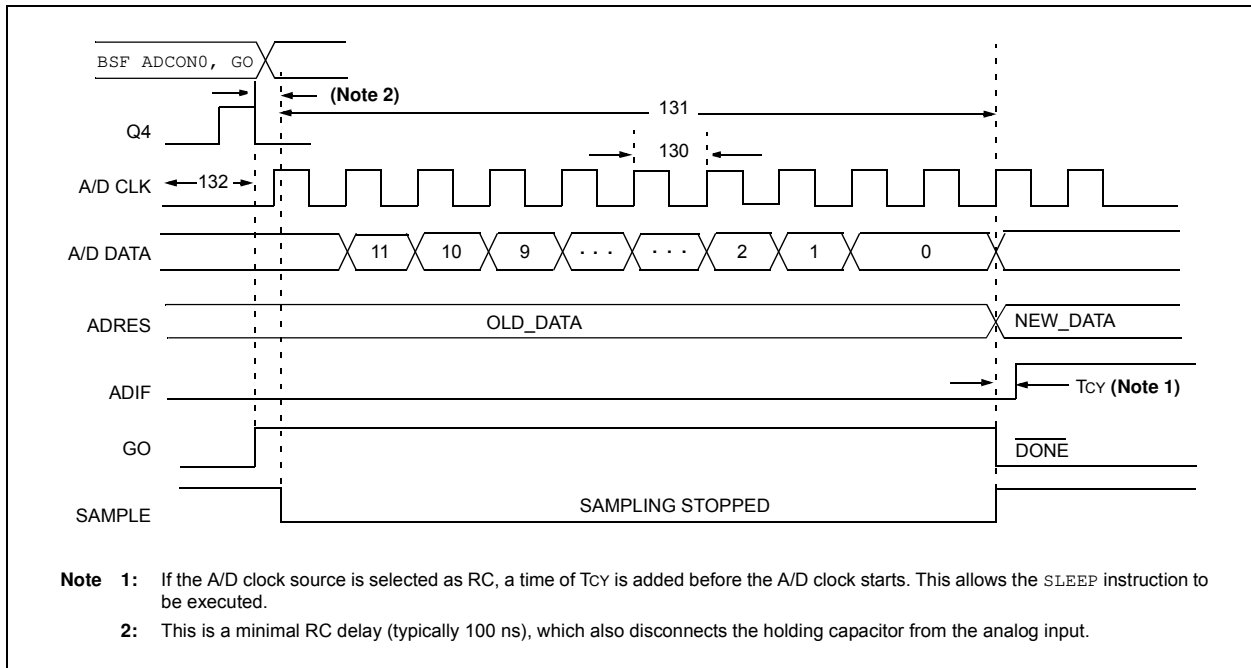 BSF ADCON0, GO
(Note 2)
131
Q4
130
A/D CLK
132
A/D DATA
11 10 9 . . . . . . 2 1 0
ADRES
OLD_DATA
NEW_DATA
ADIF
TCY (Note 1)
GO
DONE
SAMPLE
SAMPLING STOPPED
Note 1: If the A/D clock source is selected as RC, a time of TCY is added before the A/D clock starts. This allows the SLEEP instruction to
be executed.
2: This is a minimal RC delay (typically 100 ns), which also disconnects the holding capacitor from the analog input.